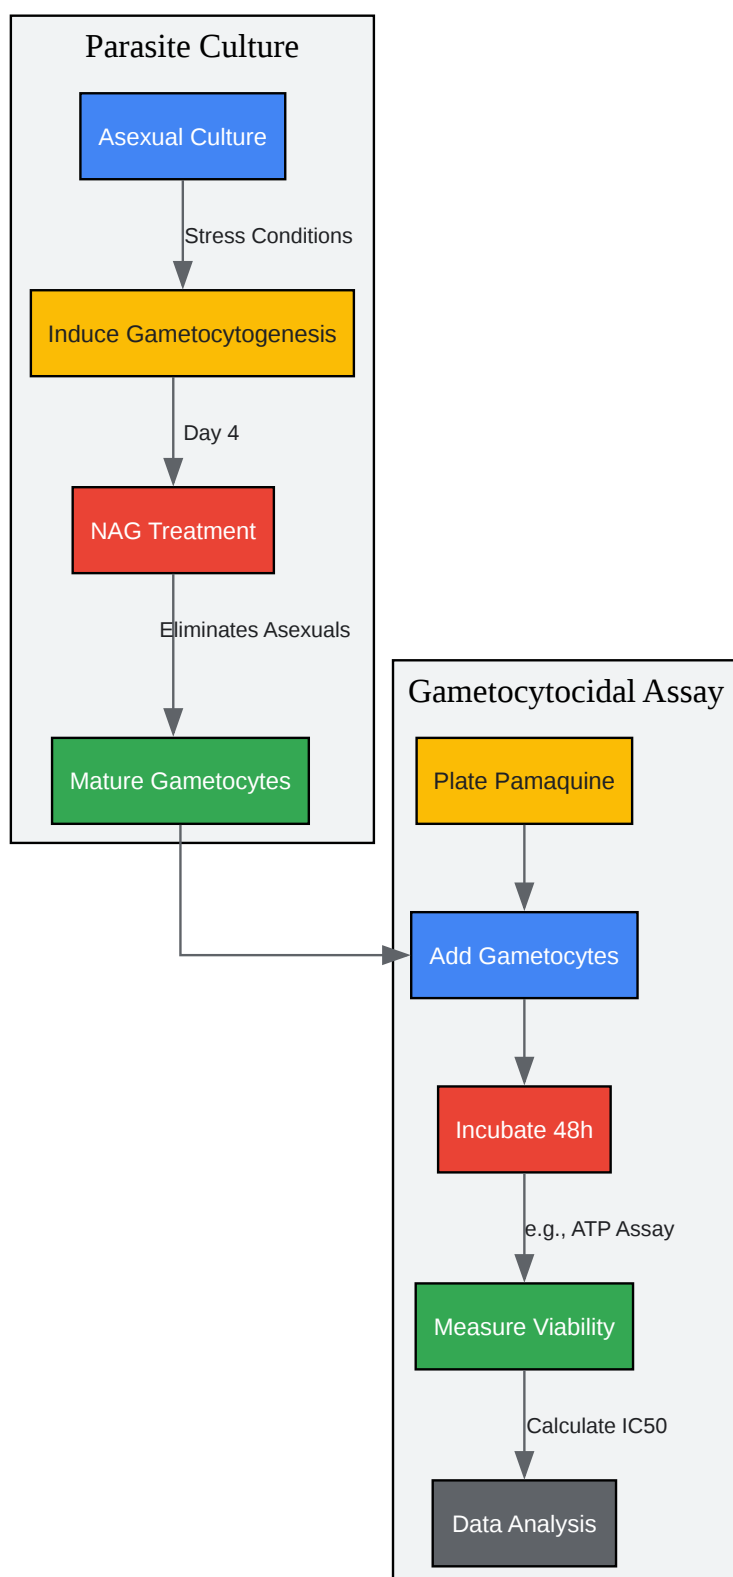 Parasite Culture
Asexual Culture
Stress Conditions
Induce Gametocytogenesis
Day 4
NAG Treatment
Eliminates Asexuals
Mature Gametocytes
Gametocytocidal Assay
Plate Pamaquine
Add Gametocytes
Incubate 48h
e.g., ATP Assay
Measure Viability
Calculate IC50
Data Analysis